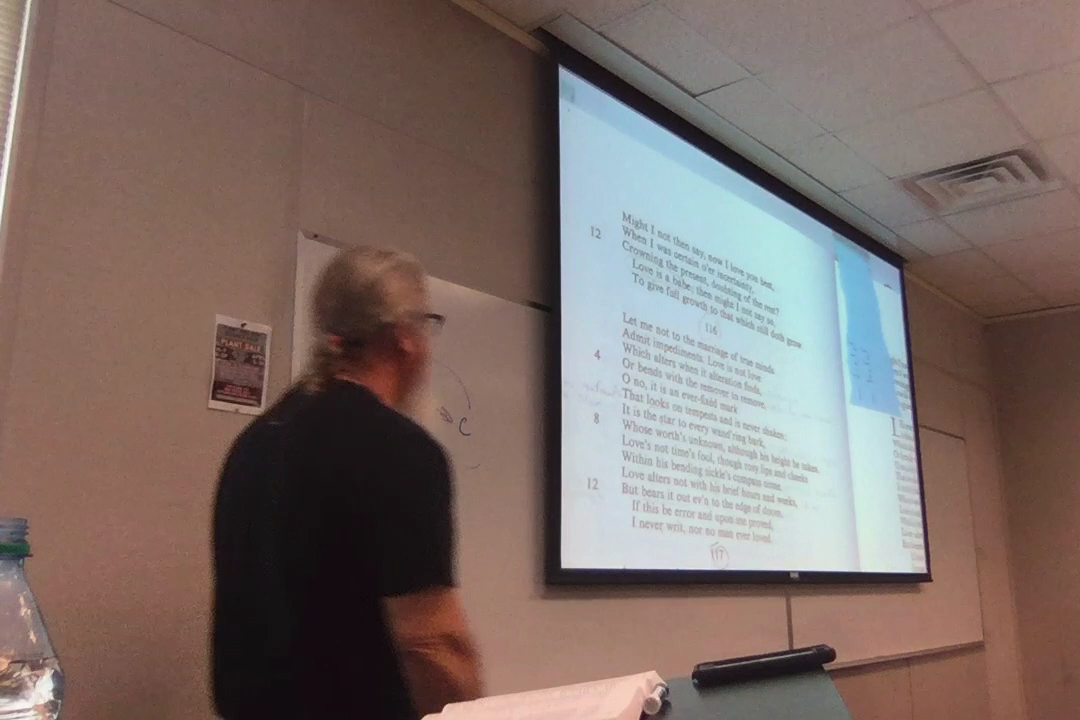 PLANT SALE
C
Might I not then say, now I love you best,
12 When I was certain o'er incertainty,
Crowning the present, doubting of the rest?
Love is a babe; then might I not say so,
To give full growth to that which still doth grow.
116
Let me not to the marriage of true minds
Admit impediments. Love is not love
4 Which alters when it alteration finds,
Or bends with the remover to remove.
O no, it is an ever-fixèd mark
That looks on tempests and is never shaken;
It is the star to every wand'ring bark,
8 Whose worth's unknown, although his height be taken.
Love's not time's fool, though rosy lips and cheeks
Within his bending sickle's compass come.
Love alters not with his brief hours and weeks,
12 But bears it out ev'n to the edge of doom.
If this be error and upon me proved,
I never writ, nor no man ever loved.
117